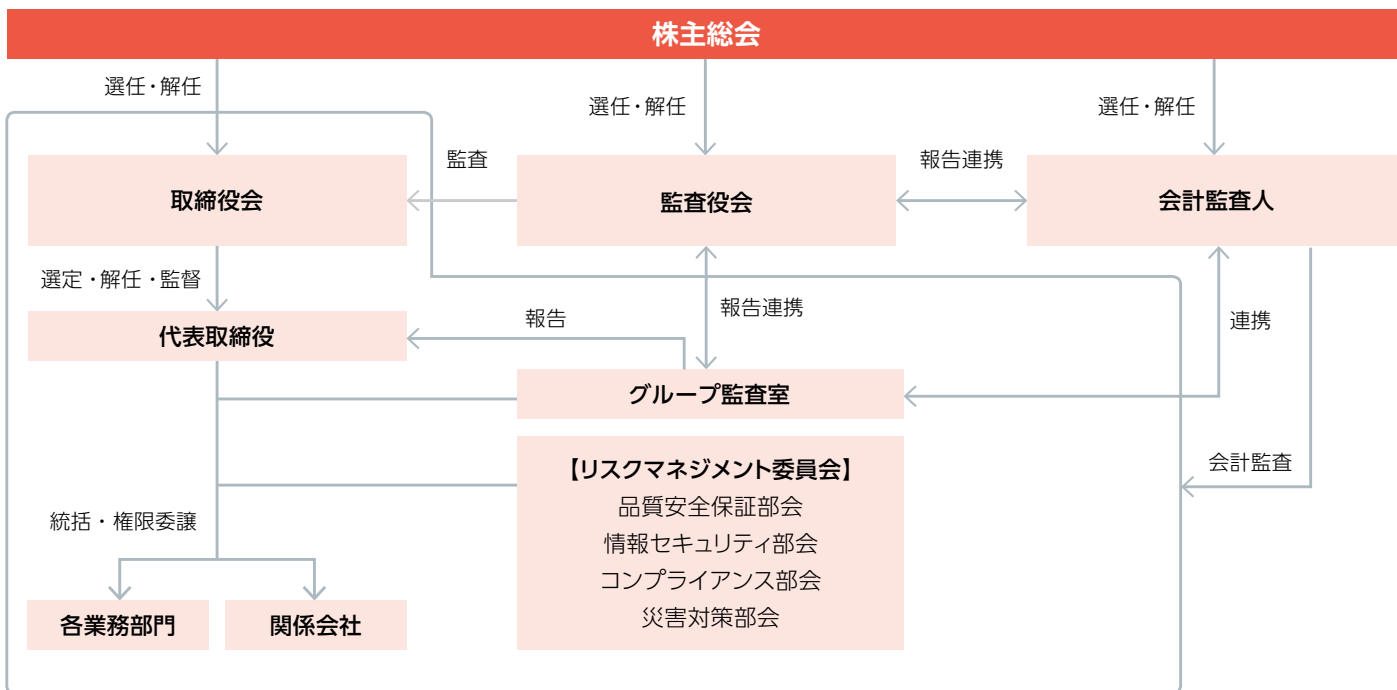 株主総会
選任・解任
選任・解任
選任・解任
監査
報告連携
取締役会
監査役会
会計監査人
選定・解任・監督
報告
報告連携
連携
代表取締役
グループ監査室
会計監査
【リスクマネジメント委員会】
品質安全保証部会
情報セキュリティ部会
コンプライアンス部会
災害対策部会
統括・権限委譲
各業務部門
関係会社